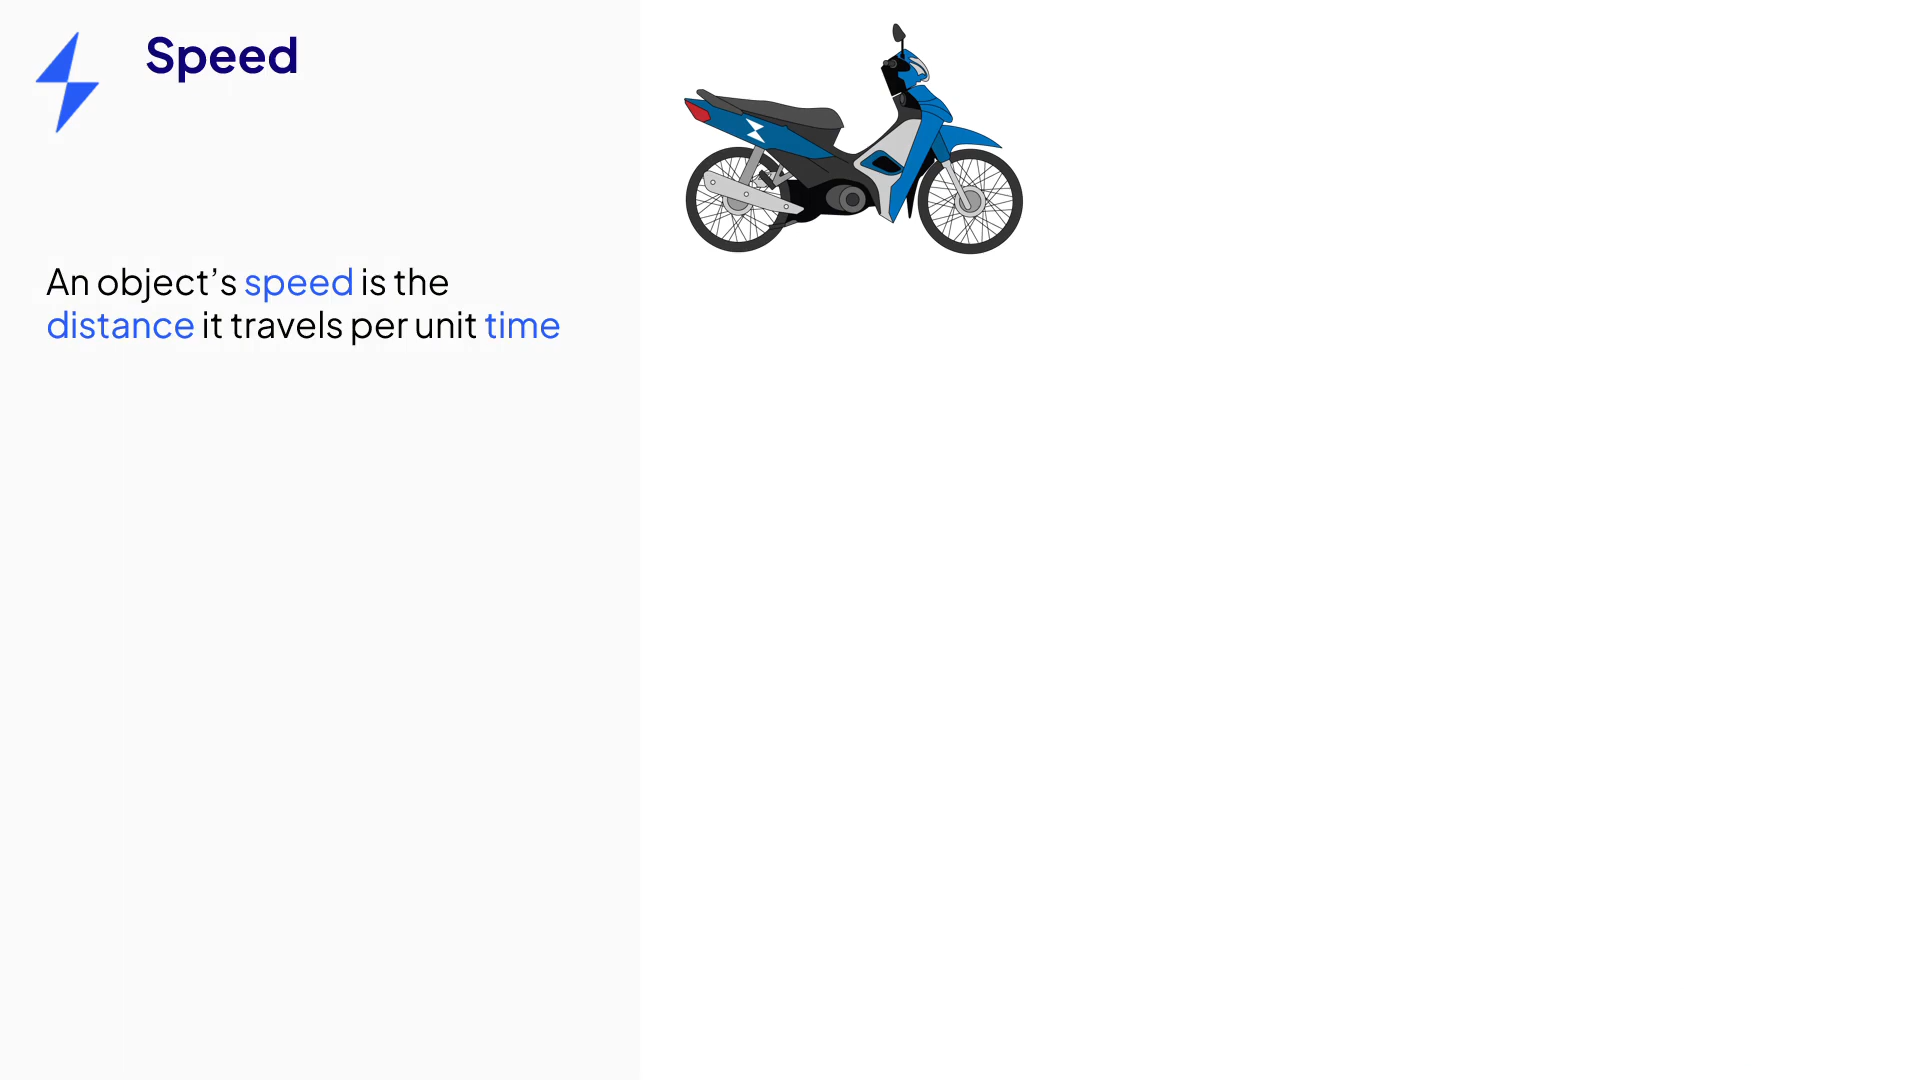 Speed
An object’s speed is the
distance it travels per unit time